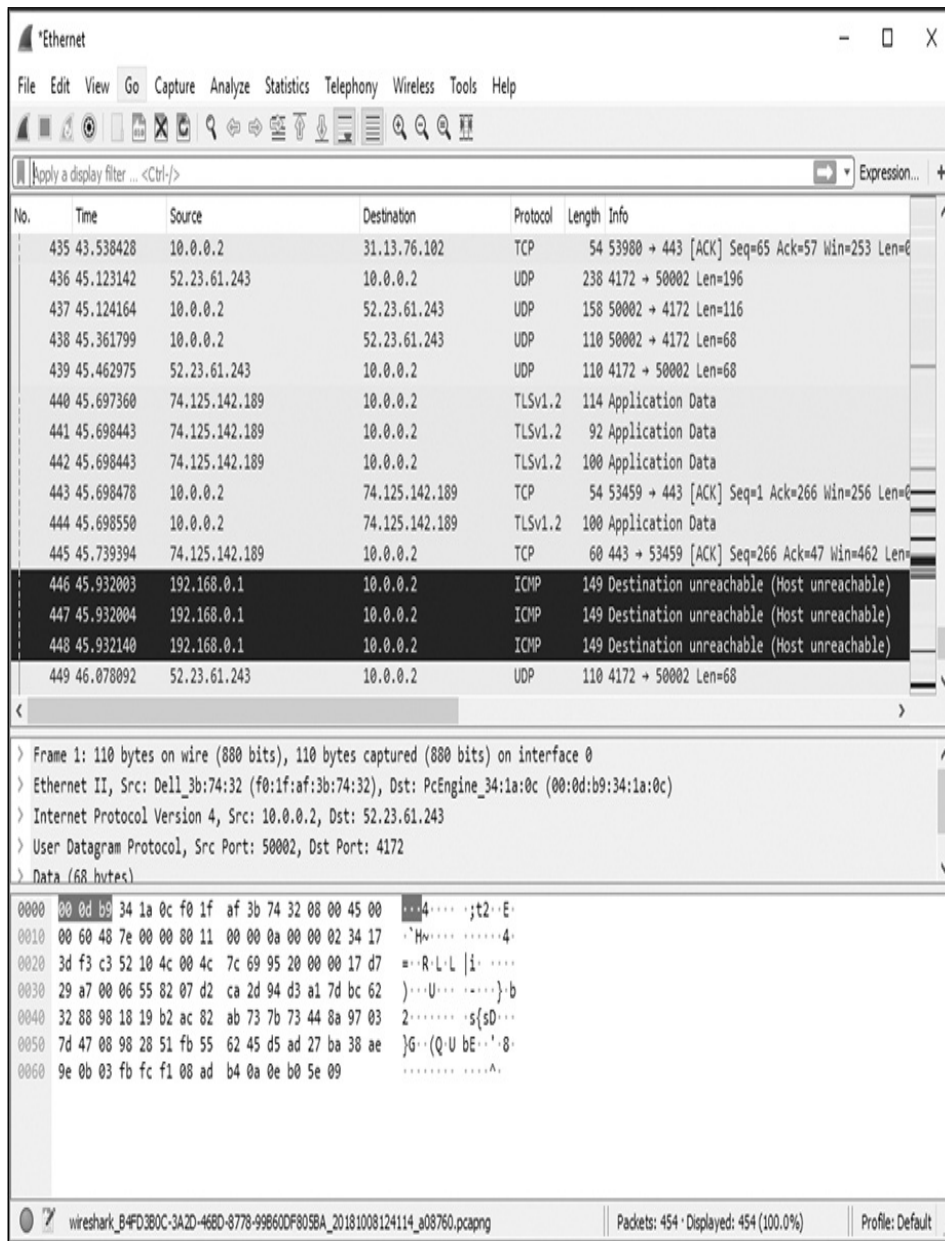 *Ethernet
File Edit View Go Capture Analyze Statistics Telephony Wireless Tools Help
Apply a display filter ... <Ctrl-/>
Expression... +
No. Time Source Destination Protocol Length Info
435 43.538428 10.0.0.2 31.13.76.102 TCP 54 53980 → 443 [ACK] Seq=65 Ack=57 Win=253 Len=0
436 45.123142 52.23.61.243 10.0.0.2 UDP 238 4172 → 50002 Len=196
437 45.124164 10.0.0.2 52.23.61.243 UDP 158 50002 → 4172 Len=116
438 45.361799 10.0.0.2 52.23.61.243 UDP 110 50002 → 4172 Len=68
439 45.462975 52.23.61.243 10.0.0.2 UDP 110 4172 → 50002 Len=68
440 45.697360 74.125.142.189 10.0.0.2 TLSv1.2 114 Application Data
441 45.698443 74.125.142.189 10.0.0.2 TLSv1.2 92 Application Data
442 45.698443 74.125.142.189 10.0.0.2 TLSv1.2 100 Application Data
443 45.698478 10.0.0.2 74.125.142.189 TCP 54 53459 → 443 [ACK] Seq=1 Ack=266 Win=256 Len=0
444 45.698550 10.0.0.2 74.125.142.189 TLSv1.2 100 Application Data
445 45.739394 74.125.142.189 10.0.0.2 TCP 60 443 → 53459 [ACK] Seq=266 Ack=47 Win=462 Len=
446 45.932003 192.168.0.1 10.0.0.2 ICMP 149 Destination unreachable (Host unreachable)
447 45.932004 192.168.0.1 10.0.0.2 ICMP 149 Destination unreachable (Host unreachable)
448 45.932140 192.168.0.1 10.0.0.2 ICMP 149 Destination unreachable (Host unreachable)
449 46.078092 52.23.61.243 10.0.0.2 UDP 110 4172 → 50002 Len=68
> Frame 1: 110 bytes on wire (880 bits), 110 bytes captured (880 bits) on interface 0
> Ethernet II, Src: Dell_3b:74:32 (f0:1f:af:3b:74:32), Dst: PcEngine_34:1a:0c (00:0d:b9:34:1a:0c)
> Internet Protocol Version 4, Src: 10.0.0.2, Dst: 52.23.61.243
> User Datagram Protocol, Src Port: 50002, Dst Port: 4172
> Data (68 bytes)
0000 00 0d b9 34 1a 0c f0 1f af 3b 74 32 08 00 45 00 ···4···· ·;t2··E·
0010 00 60 48 7e 00 00 80 11 00 00 0a 00 00 02 34 17 ·`H~···· ······4·
0020 3d f3 c3 52 10 4c 00 4c 7c 69 95 20 00 00 17 d7 =··R·L·L |i· ····
0030 29 a7 00 06 55 82 07 d2 ca 2d 94 d3 a1 7d bc 62 )···U··· ·-···}·b
0040 32 88 98 18 19 b2 ac 82 ab 73 7b 73 44 8a 97 03 2······· ·s{sD···
0050 7d 47 08 98 28 51 fb 55 62 45 d5 ad 27 ba 38 ae }G··(Q·U bE··'·8·
0060 9e 0b 03 fb fc f1 08 ad b4 0a 0e b0 5e 09 ········ ····^·
wireshark_B4FD3B0C-3A2D-46BD-8778-99B60DF805BA_20181008124114_a08760.pcapng Packets: 454 · Displayed: 454 (100.0%) Profile: Default